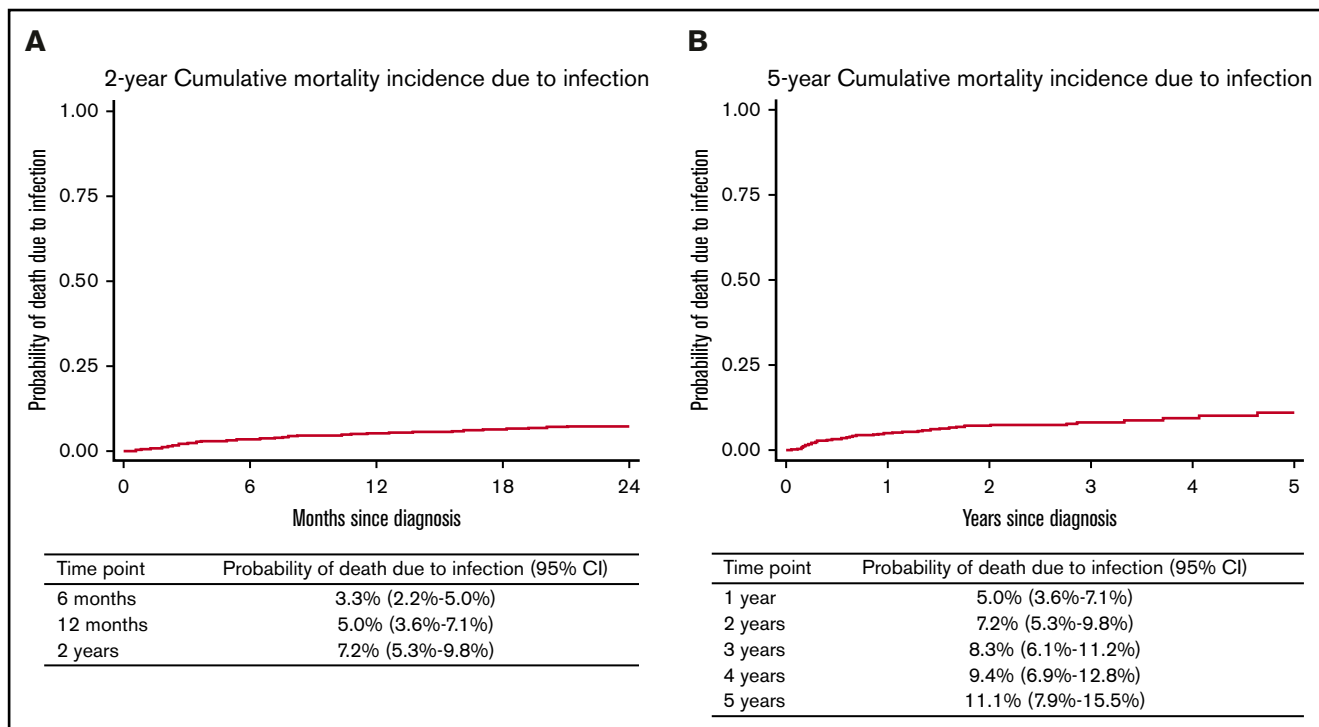 A
2-year Cumulative mortality incidence due to infection
1.00
0.75
0.50
0.25
0.00
Probability of death due to infection
0 6 12 18 24
Months since diagnosis
Time point Probability of death due to infection (95% CI)
6 months 3.3% (2.2%-5.0%)
12 months 5.0% (3.6%-7.1%)
2 years 7.2% (5.3%-9.8%)
B
5-year Cumulative mortality incidence due to infection
1.00
0.75
0.50
0.25
0.00
Probability of death due to infection
0 1 2 3 4 5
Years since diagnosis
Time point Probability of death due to infection (95% CI)
1 year 5.0% (3.6%-7.1%)
2 years 7.2% (5.3%-9.8%)
3 years 8.3% (6.1%-11.2%)
4 years 9.4% (6.9%-12.8%)
5 years 11.1% (7.9%-15.5%)